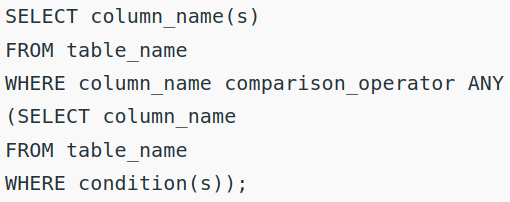 SELECT column_name(s)
FROM table_name
WHERE column_name comparison_operator ANY
(SELECT column_name
FROM table_name
WHERE condition(s));